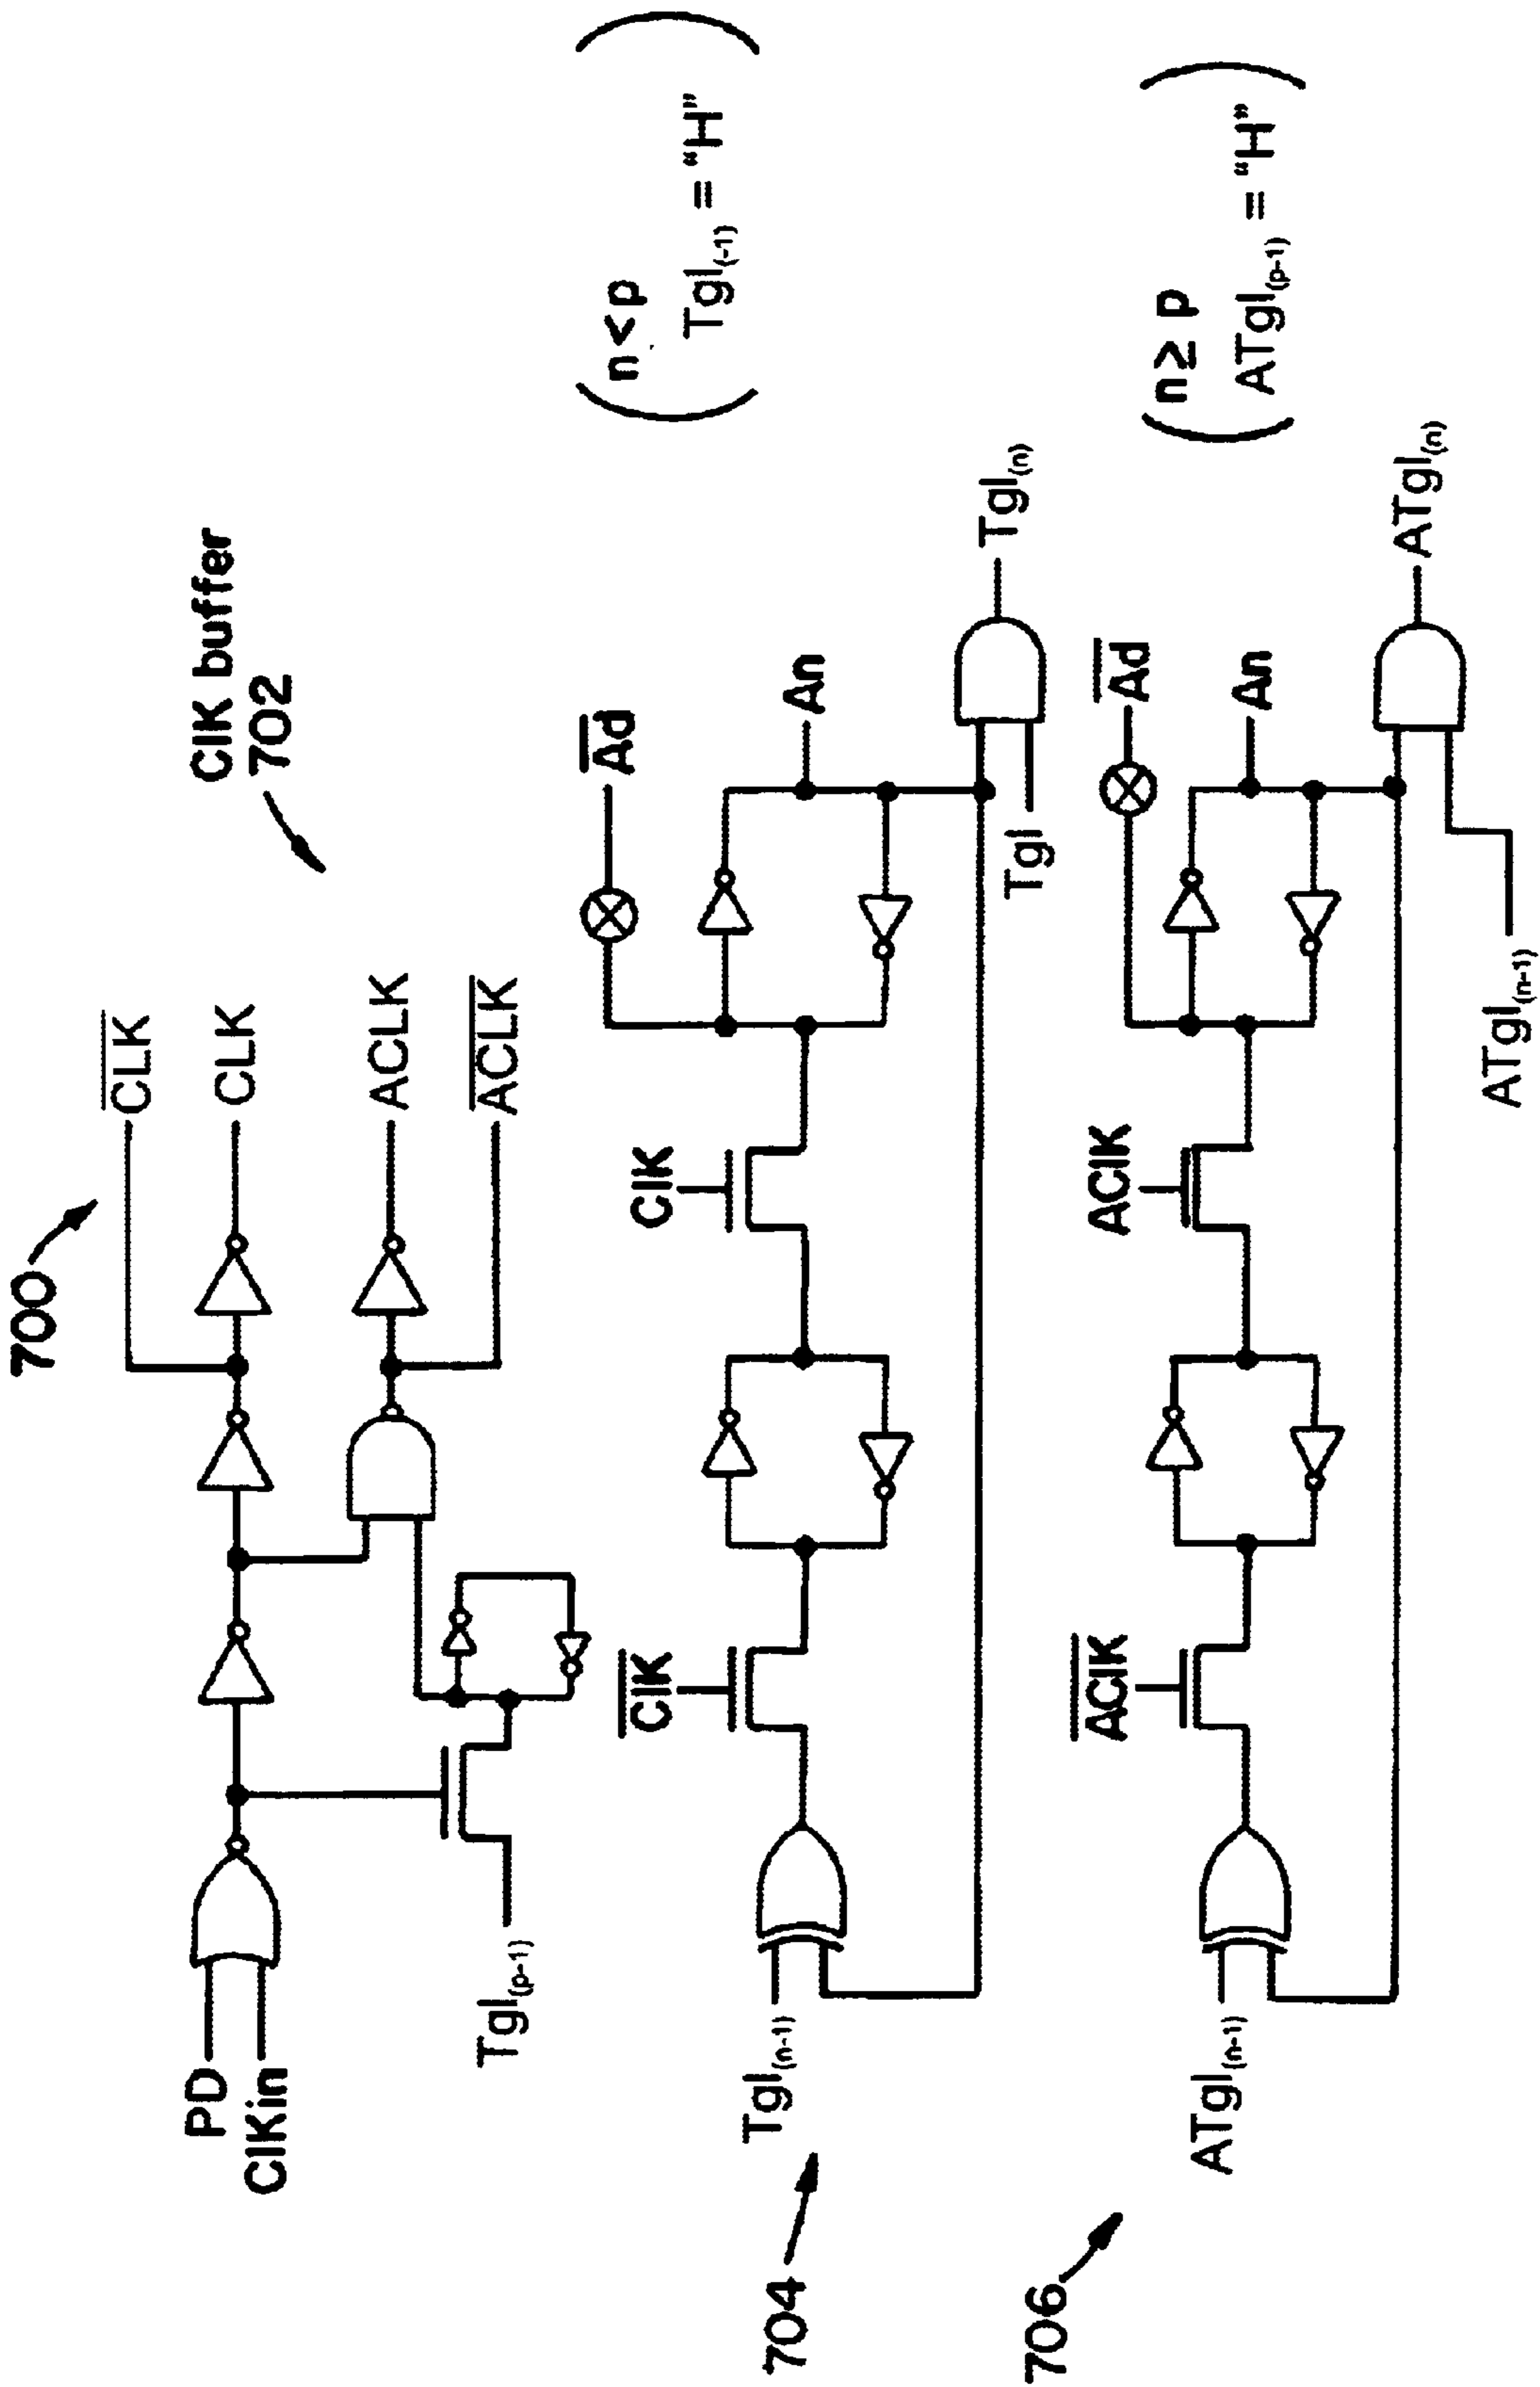 700
ClK buffer
702
PD
ClKin
Tgl(p-1)
CLK
CLK
ACLK
ACLK
704
Tgl(n-1)
ClK
ClK
Ad
An
Tgl
Tgl(n)
n<p
Tgl(-1) = “H”
706
ATgl(n-1)
AClK
AClK
Ad
An
ATgl(n-1)
ATgl(n)
n≥p
ATgl(p-1) = “H”